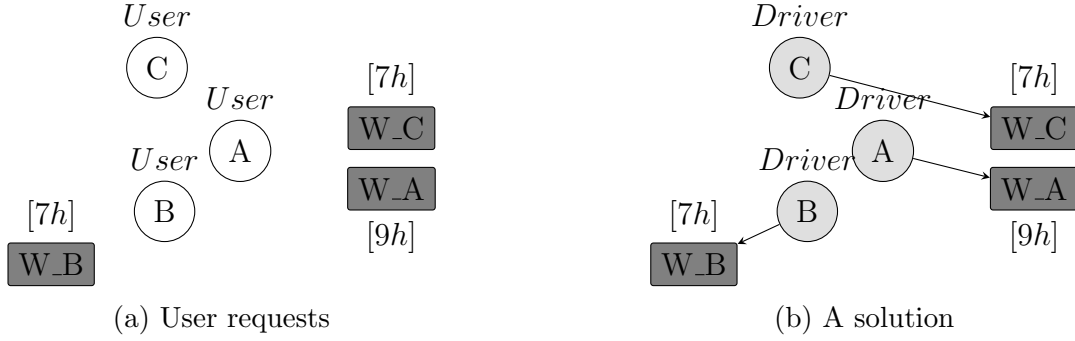 User
C
[7h]
User
W_C
A
User
W_A
B
[7h]
[9h]
W_B
(a) User requests
Driver
C
[7h]
Driver
W_C
A
Driver
W_A
B
[7h]
[9h]
W_B
(b) A solution